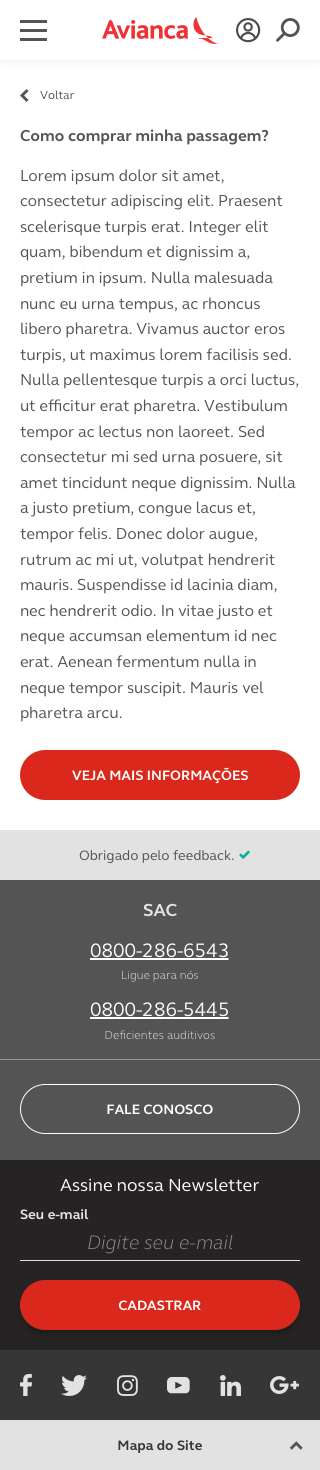 Avianca
Voltar
Como comprar minha passagem?
Lorem ipsum dolor sit amet,
consectetur adipiscing elit. Praesent
scelerisque turpis erat. Integer elit
quam, bibendum et dignissim a,
pretium in ipsum. Nulla malesuada
nunc eu urna tempus, ac rhoncus
libero pharetra. Vivamus auctor eros
turpis, ut maximus lorem facilisis sed.
Nulla pellentesque turpis a orci luctus,
ut efficitur erat pharetra. Vestibulum
tempor ac lectus non laoreet. Sed
consectetur mi sed urna posuere, sit
amet tincidunt neque dignissim. Nulla
a justo pretium, congue lacus et,
tempor felis. Donec dolor augue,
rutrum ac mi ut, volutpat hendrerit
mauris. Suspendisse id lacinia diam,
nec hendrerit odio. In vitae justo et
neque accumsan elementum id nec
erat. Aenean fermentum nulla in
neque tempor suscipit. Mauris vel
pharetra arcu.
VEJA MAIS INFORMAÇÕES
Obrigado pelo feedback.
SAC
0800-286-6543
Ligue para nós
0800-286-5445
Deficientes auditivos
FALE CONOSCO
Assine nossa Newsletter
Seu e-mail
Digite seu e-mail
CADASTRAR
Mapa do Site